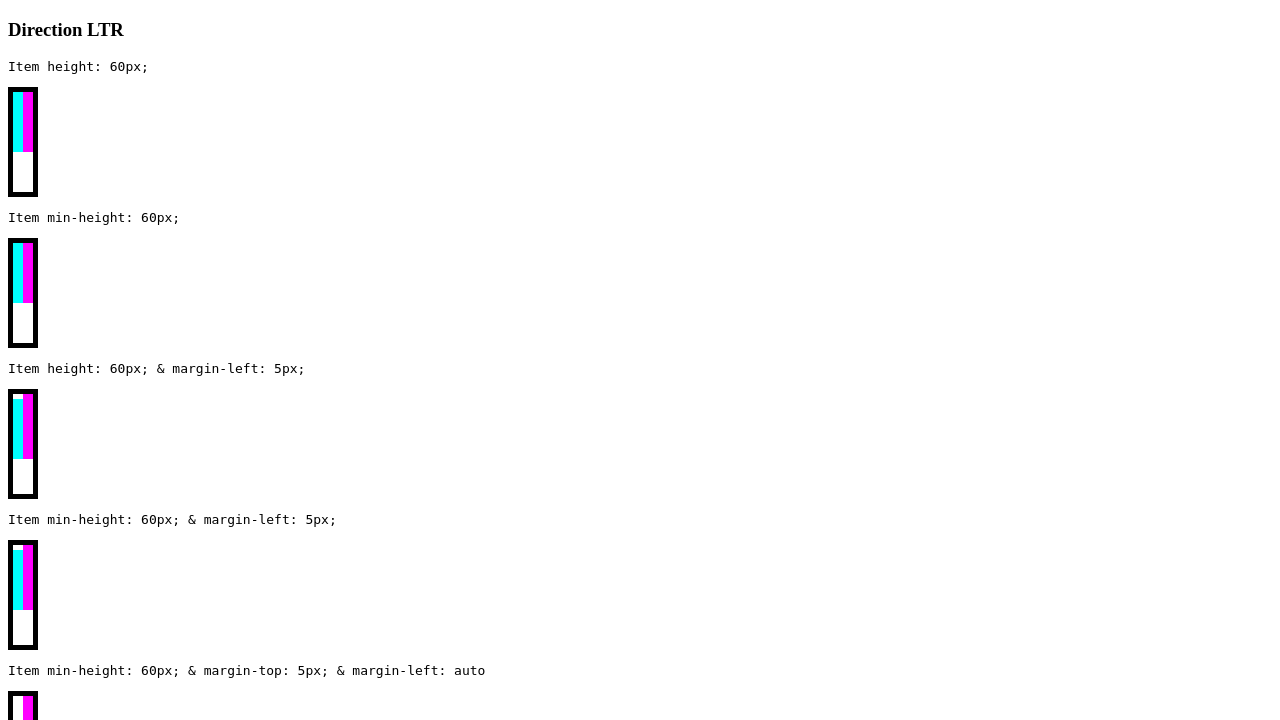 Direction LTR
Item height: 60px;
Item min-height: 60px;
Item height: 60px; & margin-left: 5px;
Item min-height: 60px; & margin-left: 5px;
Item min-height: 60px; & margin-top: 5px; & margin-left: auto